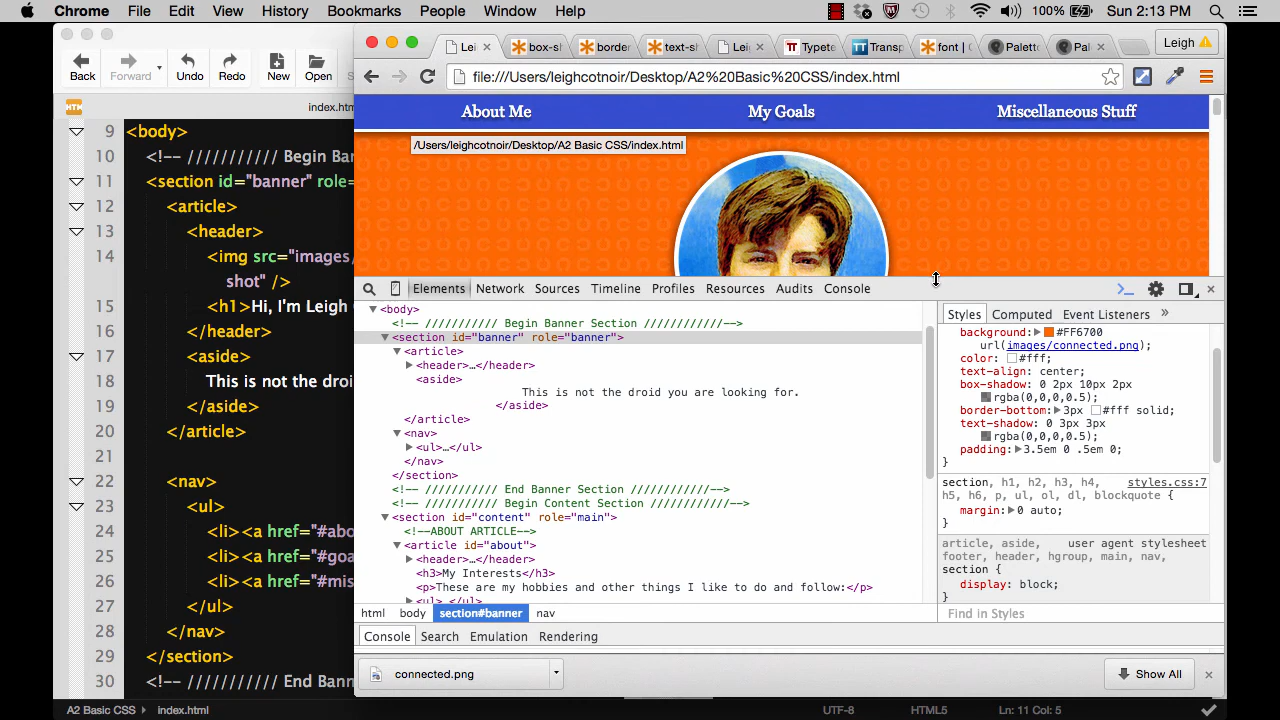 Chrome File Edit View History Bookmarks People Window Help 100% Sun 2:13 PM
Back Forward Undo Redo New Open
Lei box-s border text-s Lei Typete Transp font | Palett Pal Leigh
file:///Users/leighcotnoir/Desktop/A2%20Basic%20CSS/index.html
index.htm
About Me My Goals Miscellaneous Stuff
/Users/leighcotnoir/Desktop/A2 Basic CSS/index.html
9 <body>
10 <!-- /////////// Begin Ba
11 <section id="banner" role=
12 <article>
13 <header>
14 <img src="images/
shot" />
15 <h1>Hi, I'm Leigh
16 </header>
17 <aside>
18 This is not the droi
19 </aside>
20 </article>
21
22 <nav>
23 <ul>
24 <li><a href="#abo
25 <li><a href="#goa
26 <li><a href="#mis
27 </ul>
28 </nav>
29 </section>
30 <!-- /////////// End Bann
Elements Network Sources Timeline Profiles Resources Audits Console
<body>
<!-- /////////// Begin Banner Section ////////////-->
<section id="banner" role="banner">
<article>
<header>…</header>
<aside>
This is not the droid you are looking for.
</aside>
</article>
<nav>
<ul>…</ul>
</nav>
</section>
<!-- /////////// End Banner Section ////////////-->
<!-- /////////// Begin Content Section ////////////-->
<section id="content" role="main">
<!--ABOUT ARTICLE-->
<article id="about">
<header>…</header>
<h3>My Interests</h3>
<p>These are my hobbies and other things I like to do and follow:</p>
<ul>…</ul>
html body section#banner nav
Styles Computed Event Listeners »
background: #FF6700
url(images/connected.png);
color: #fff;
text-align: center;
box-shadow: 0 2px 10px 2px
rgba(0,0,0,0.5);
border-bottom: 3px #fff solid;
text-shadow: 0 3px 3px
rgba(0,0,0,0.5);
padding: 3.5em 0 .5em 0;
}
section, h1, h2, h3, h4, styles.css:7
h5, h6, p, ul, ol, dl, blockquote {
margin: 0 auto;
}
article, aside, user agent stylesheet
footer, header, hgroup, main, nav,
section {
display: block;
}
Find in Styles
Console Search Emulation Rendering
connected.png Show All
A2 Basic CSS index.html UTF-8 HTML5 Ln: 11 Col: 5